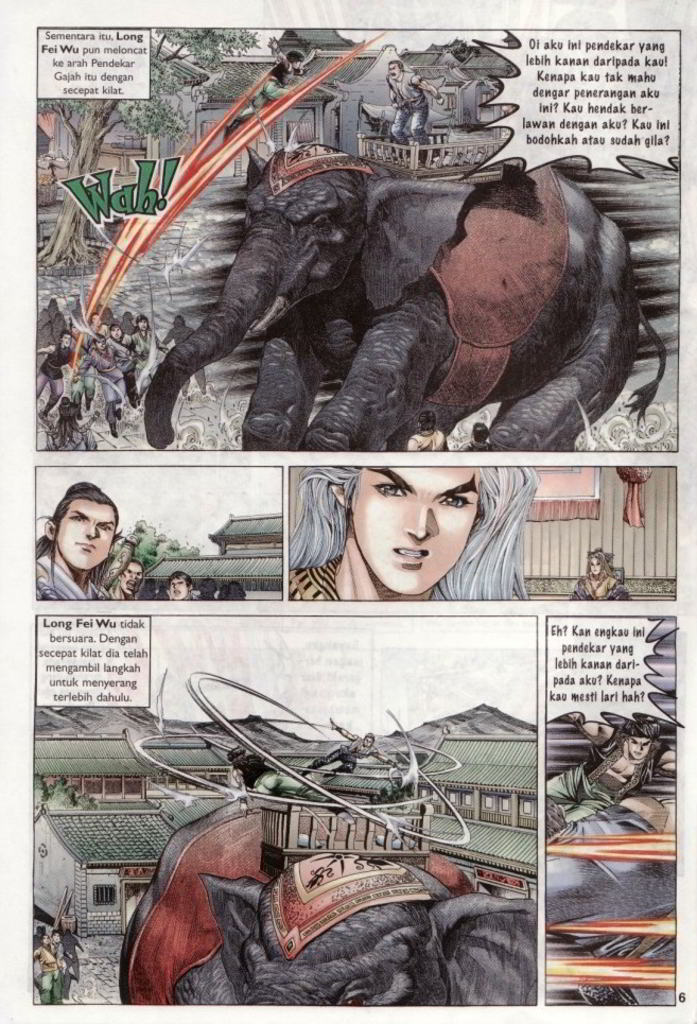 Sementara itu, Long
Fei Wu pun meloncat
ke arah Pendekar
Gajah itu dengan
secepat kilat.
Oi aku ini pendekar yang
lebih kanan daripada kau!
Kenapa kau tak mahu
dengar penerangan aku
ini? Kau hendak ber-
lawan dengan aku? Kau ini
bodohkah atau sudah gila?
Wah!
Long Fei Wu tidak
bersuara. Dengan
secepat kilat dia telah
mengambil langkah
untuk menyerang
terlebih dahulu.
Eh? Kan engkau ini
pendekar yang
lebih kanan dari-
pada aku? Kenapa
kau mesti lari hah?
6